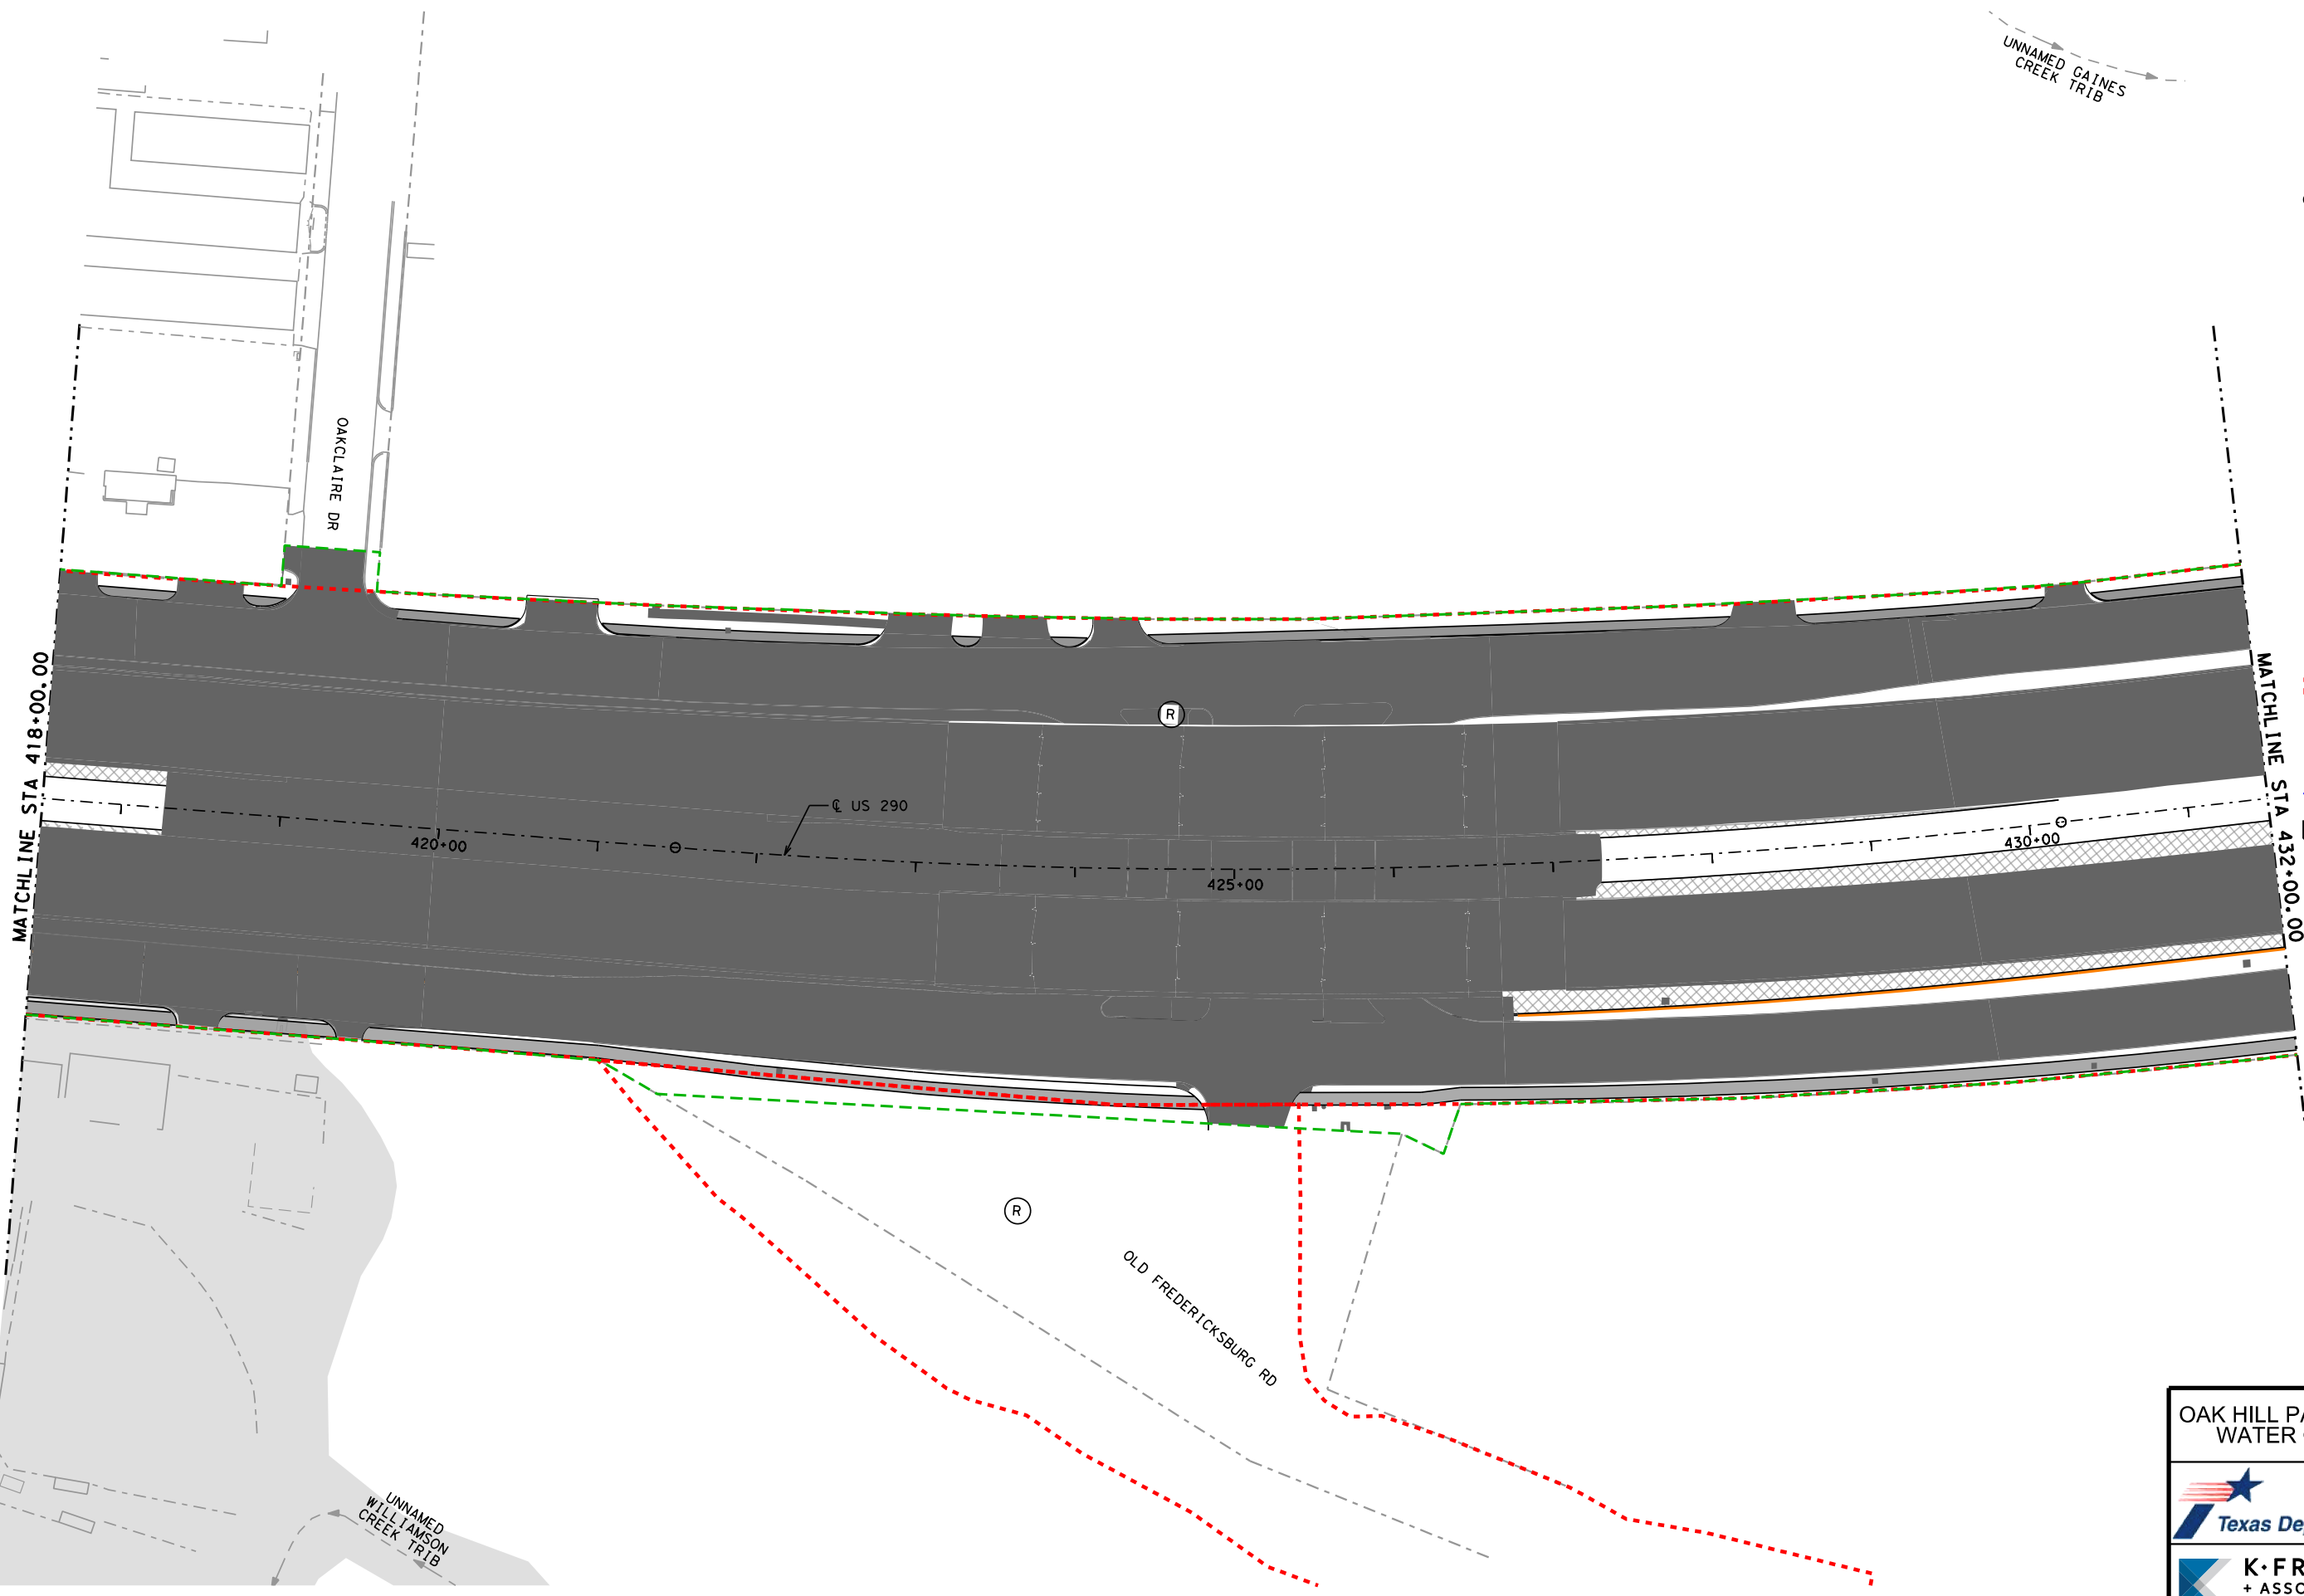 UNNAMED GAINES
CREEK TRIB
OAKCLAIRE DR
MATCHLINE STA 418+00.00
MATCHLINE STA 432+00.00
R
℄ US 290
420+00
425+00
430+00
R
OLD FREDERICKSBURG RD
UNNAMED
WILLIAMSON
CREEK TRIB
OAK HILL PA
WATER
Texas De
K·FR
+ ASSO